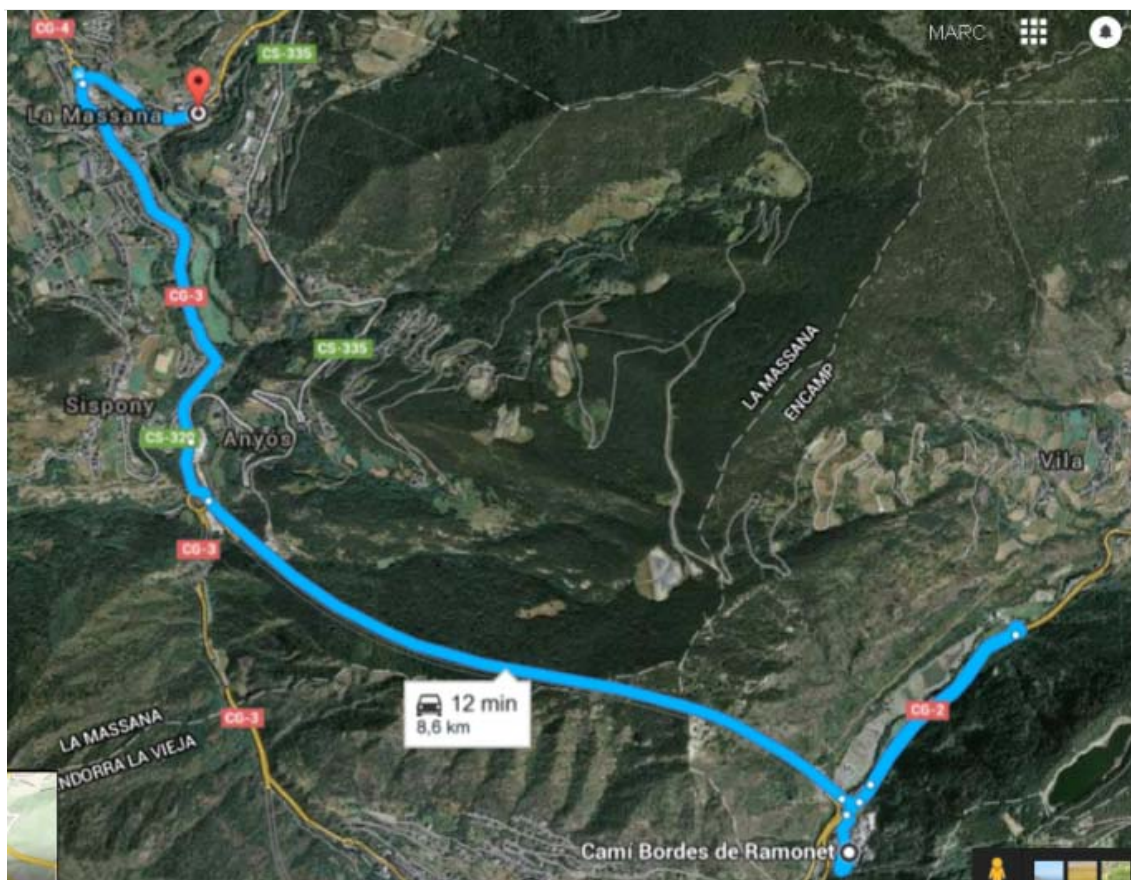 CG-4
MARC
CS-335
La Massana
CG-3
CS-335
LA MASSANA
ENCAMP
Sispony
CS-320
Anyós
Vila
CG-3
12 min
8,6 km
CG-2
CG-3
LA MASSANA
NDORRA LA VIEJA
Camí Bordes de Ramonet